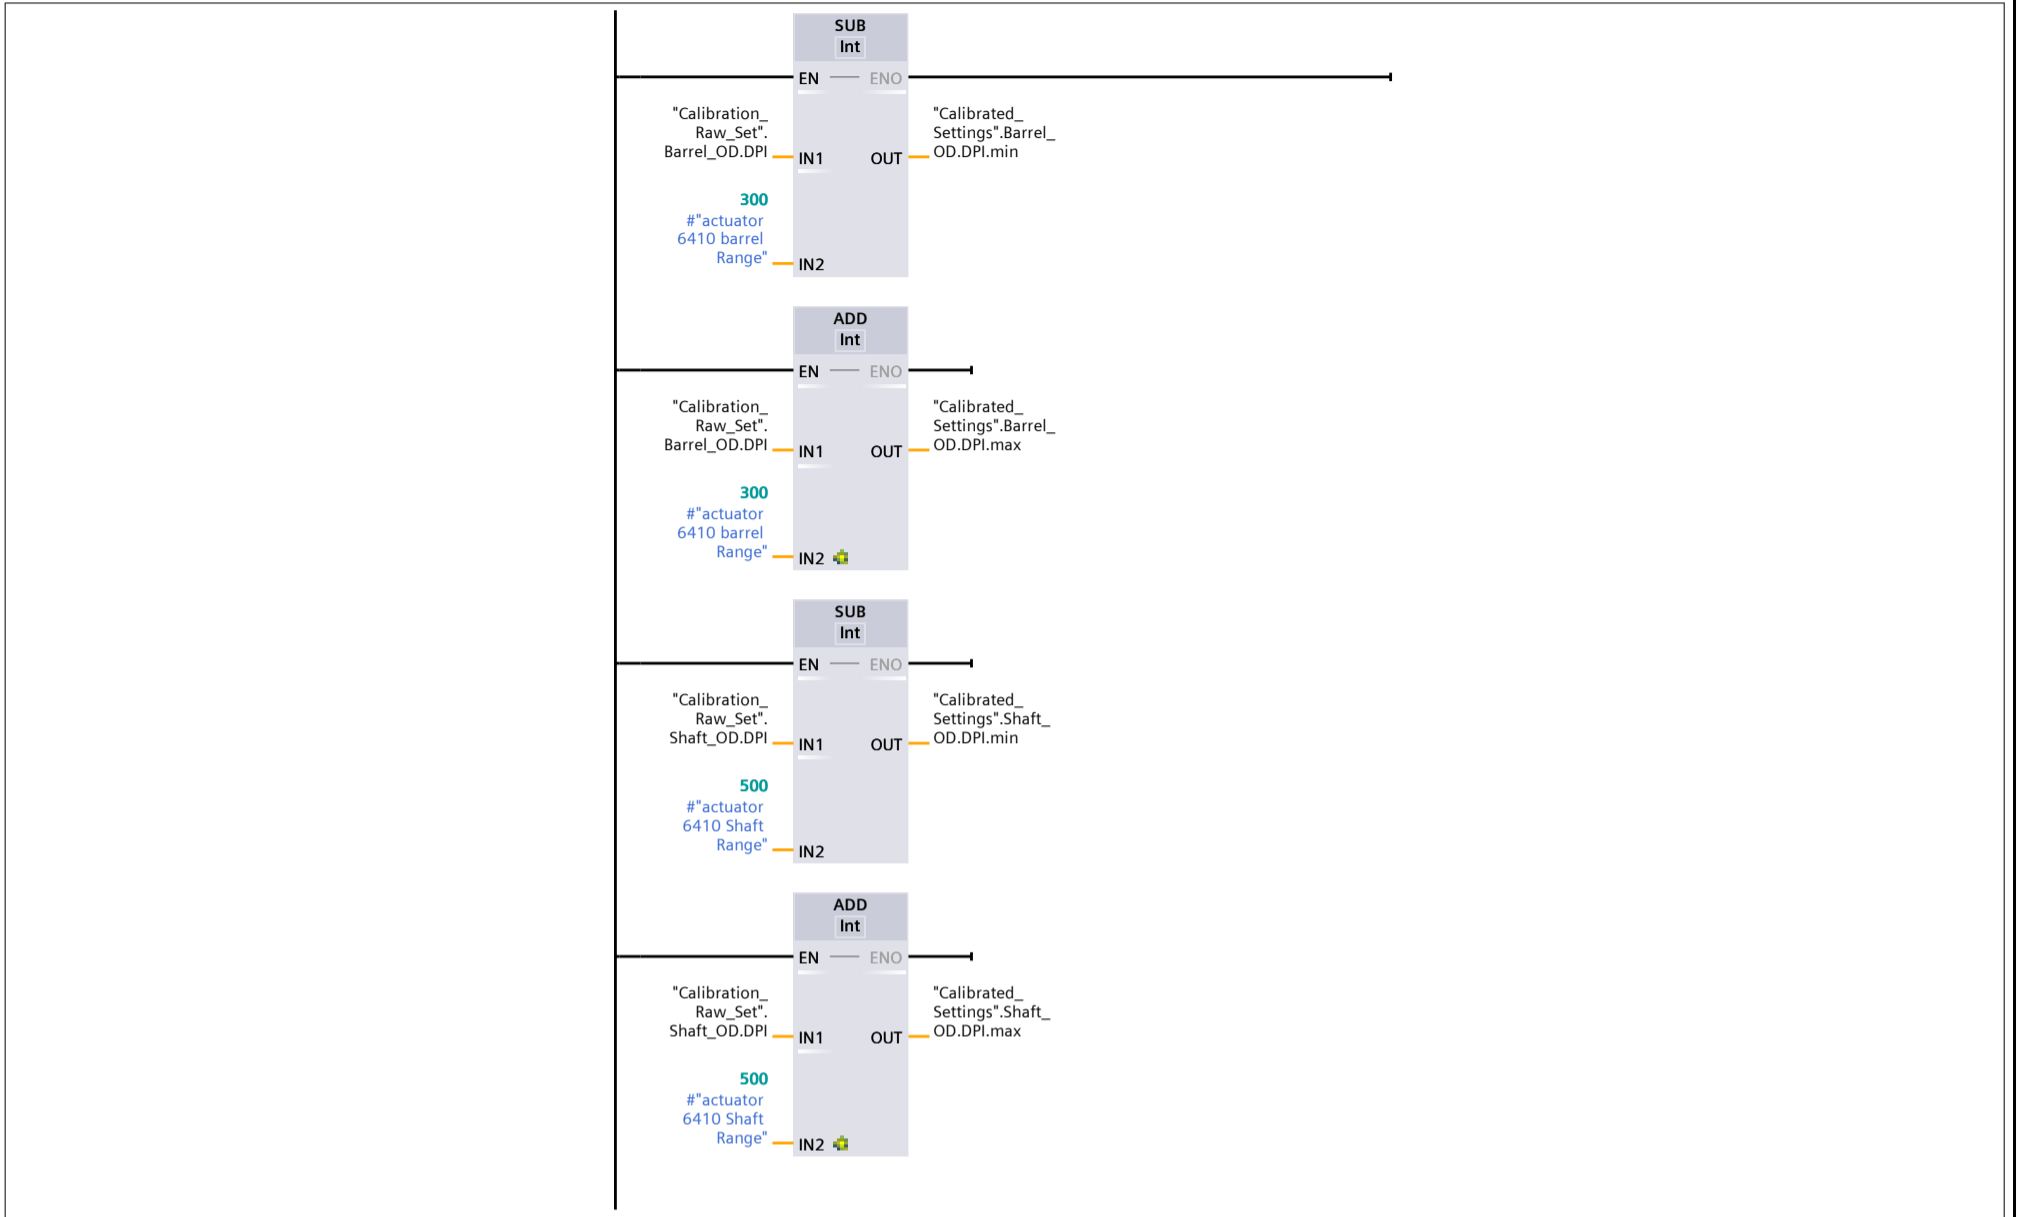 SUB
Int
EN ENO
"Calibration_
Raw_Set".
Barrel_OD.DPI
IN1
OUT
"Calibrated_
Settings".Barrel_
OD.DPI.min
300
#"actuator
6410 barrel
Range"
IN2
ADD
Int
EN ENO
"Calibration_
Raw_Set".
Barrel_OD.DPI
IN1
OUT
"Calibrated_
Settings".Barrel_
OD.DPI.max
300
#"actuator
6410 barrel
Range"
IN2
SUB
Int
EN ENO
"Calibration_
Raw_Set".
Shaft_OD.DPI
IN1
OUT
"Calibrated_
Settings".Shaft_
OD.DPI.min
500
#"actuator
6410 Shaft
Range"
IN2
ADD
Int
EN ENO
"Calibration_
Raw_Set".
Shaft_OD.DPI
IN1
OUT
"Calibrated_
Settings".Shaft_
OD.DPI.max
500
#"actuator
6410 Shaft
Range"
IN2